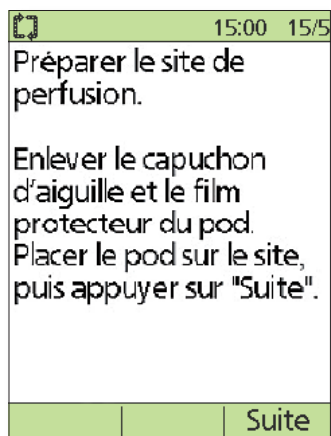 15:00 15/5
Préparer le site de
perfusion.
Enlever le capuchon
d'aiguille et le film
protecteur du pod.
Placer le pod sur le site,
puis appuyer sur "Suite".
Suite